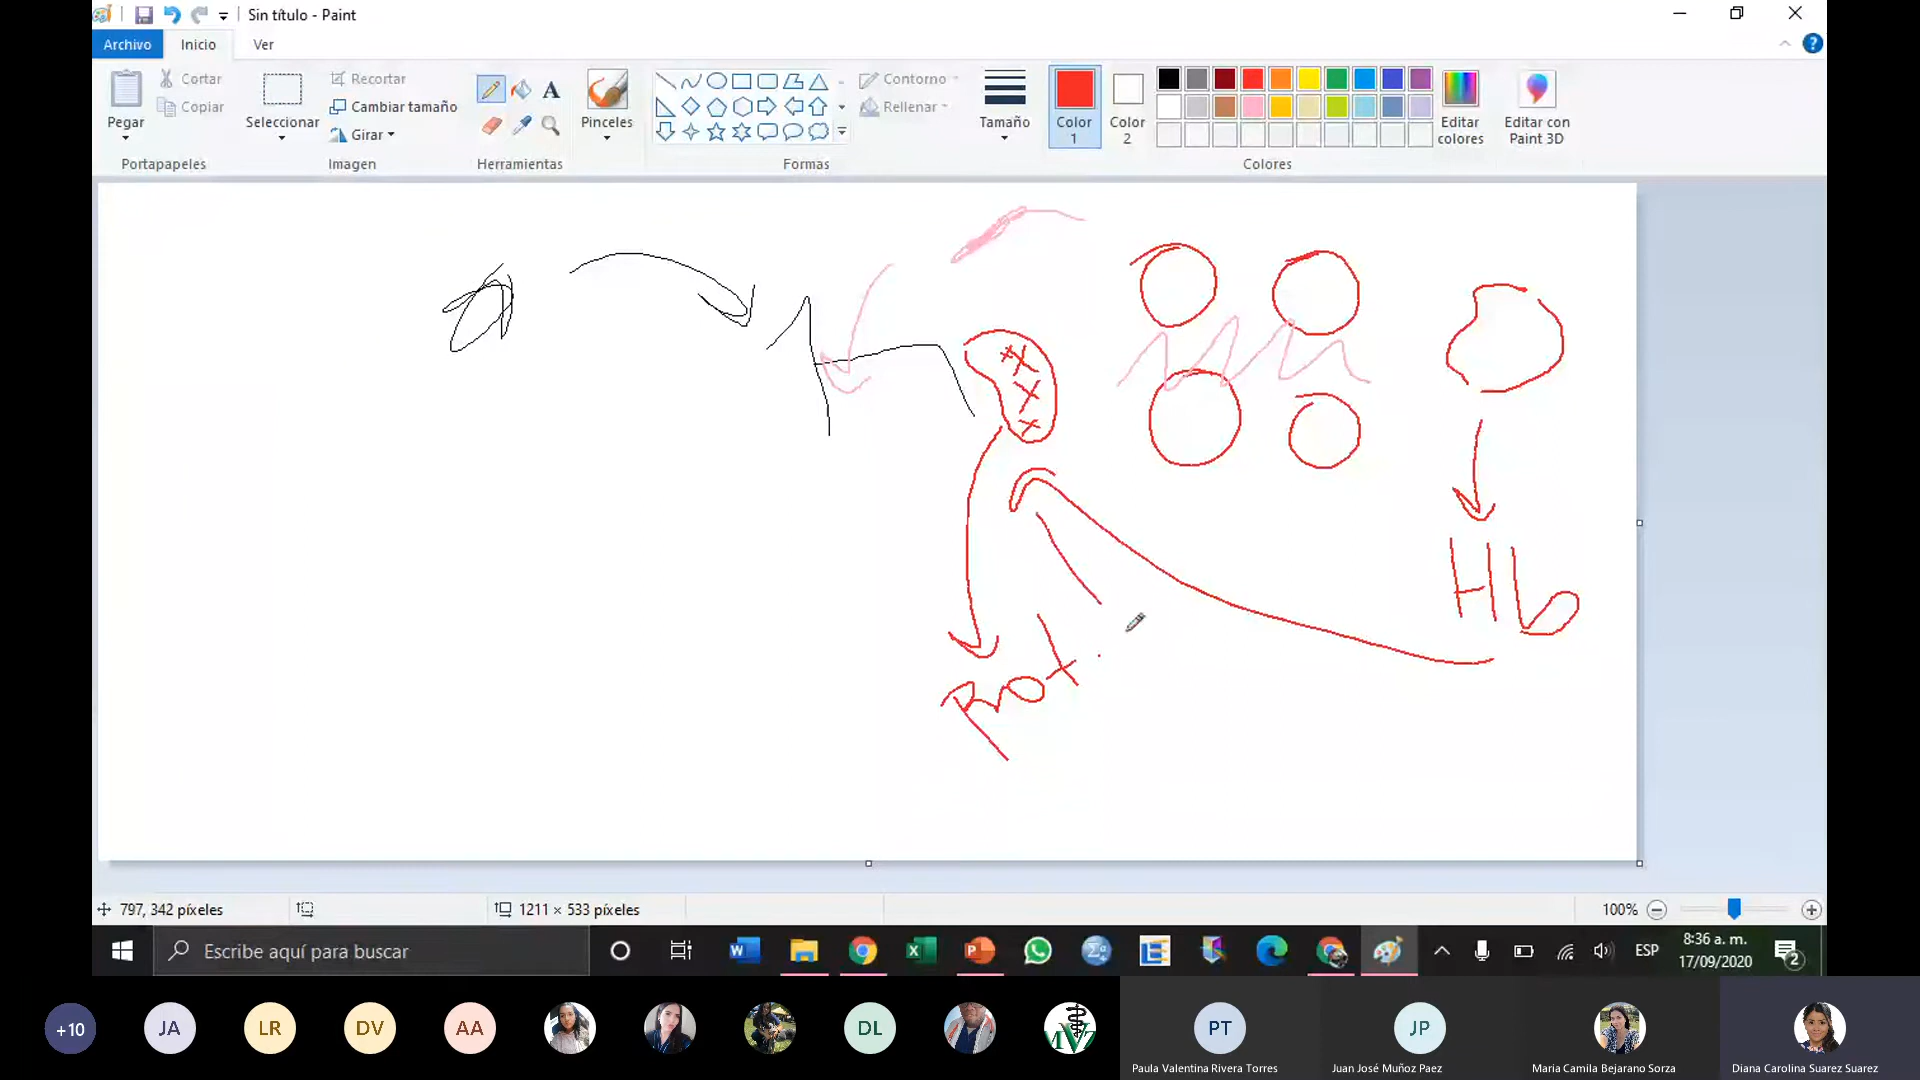 Sin título - Paint
Archivo Inicio Ver
Cortar
Copiar
Pegar
Portapapeles
Seleccionar
Recortar
Cambiar tamaño
Girar
Imagen
A
Herramientas
Pinceles
Formas
Contorno
Rellenar
Tamaño
Color 1
Color 2
Colores
Editar colores
Editar con Paint 3D
Hb
Prot.
797, 342 píxeles
1211 × 533 píxeles
100%
Escribe aquí para buscar
ESP
8:36 a. m.
17/09/2020
2
+10 JA LR DV AA DL MVZ PT JP
Paula Valentina Rivera Torres Juan José Muñoz Paez Maria Camila Bejarano Sorza Diana Carolina Suarez Suarez